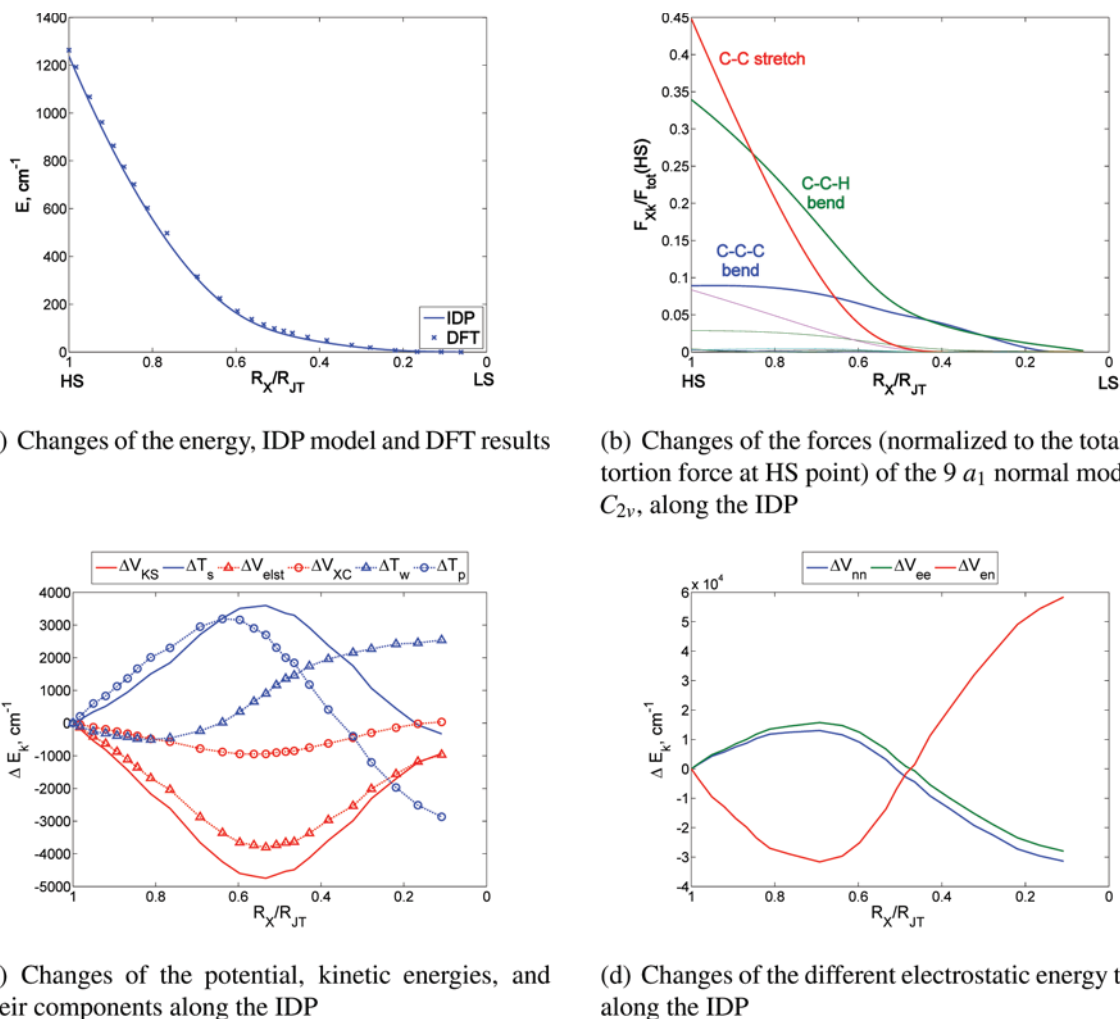 1400
1200
1000
800
600
400
200
0
E, cm-1
IDP
DFT
1 0.8 0.6 0.4 0.2 0
HS RX/RJT LS
) Changes of the energy, IDP model and DFT results
0.45
0.4
0.35
0.3
0.25
0.2
0.15
0.1
0.05
0
FXk/Ftot(HS)
C-C stretch
C-C-H
bend
C-C-C
bend
1 0.8 0.6 0.4 0.2 0
HS RX/RJT LS
(b) Changes of the forces (normalized to the total
tortion force at HS point) of the 9 a1 normal mod
C2v, along the IDP
ΔVKS ΔTs ΔVelst ΔVXC ΔTw ΔTp
4000
3000
2000
1000
0
-1000
-2000
-3000
-4000
-5000
Δ Ek, cm-1
1 0.8 0.6 0.4 0.2 0
RX/RJT
) Changes of the potential, kinetic energies, and
eir components along the IDP
ΔVnn ΔVee ΔVen
x 10^4
6
5
4
3
2
1
0
-1
-2
-3
-4
Δ Ek, cm-1
1 0.8 0.6 0.4 0.2 0
RX/RJT
(d) Changes of the different electrostatic energy t
along the IDP